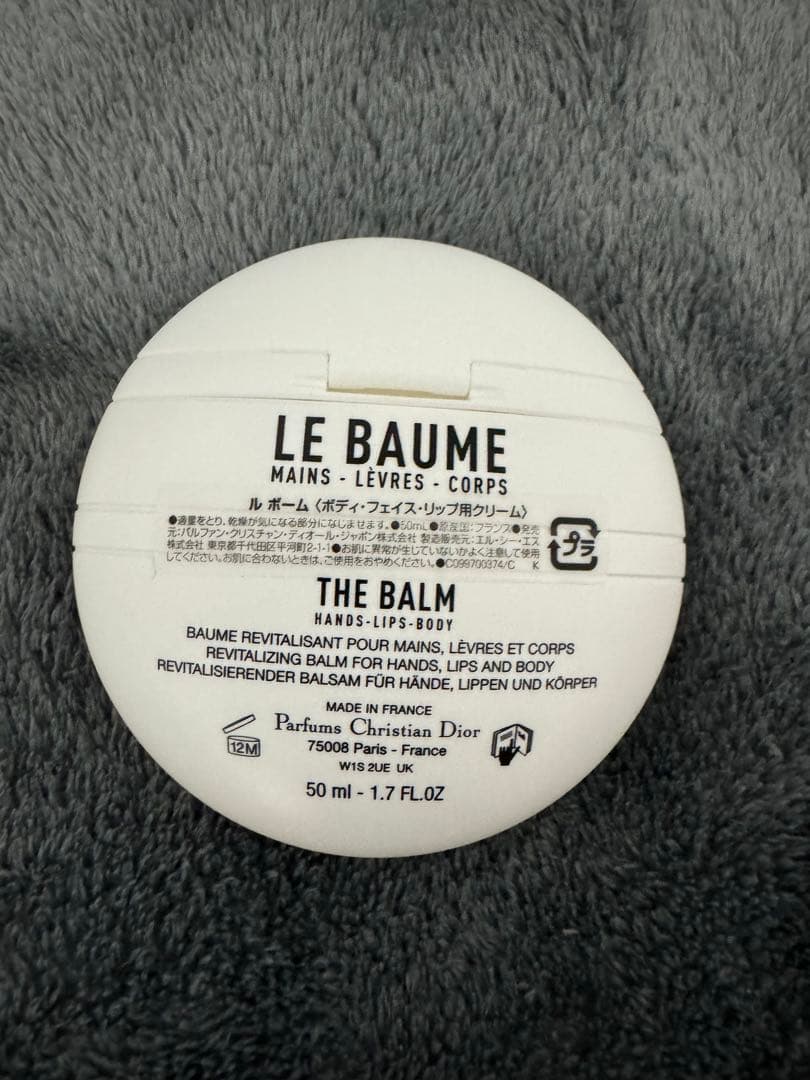 LE BAUME
MAINS - LÈVRES - CORPS
ル ボーム〈ボディ・フェイス・リップ用クリーム〉
●適量をとり、乾燥が気になる部分になじませます。●50mL●原産国:フランス●発売
元:パルファン・クリスチャン・ディオール・ジャポン株式会社 製造販売元:エル・シー・エス
株式会社 東京都千代田区平河町2-1-1●お肌に異常が生じていないかよく注意して使用
してください。お肌に合わないときは、ご使用をおやめください。●C099700374/C K
プラ
THE BALM
HANDS-LIPS-BODY
BAUME REVITALISANT POUR MAINS, LÈVRES ET CORPS
REVITALIZING BALM FOR HANDS, LIPS AND BODY
REVITALISIERENDER BALSAM FÜR HÄNDE, LIPPEN UND KÖRPER
MADE IN FRANCE
Parfums Christian Dior
12M
75008 Paris - France
W1S 2UE UK
50 ml - 1.7 FL.OZ